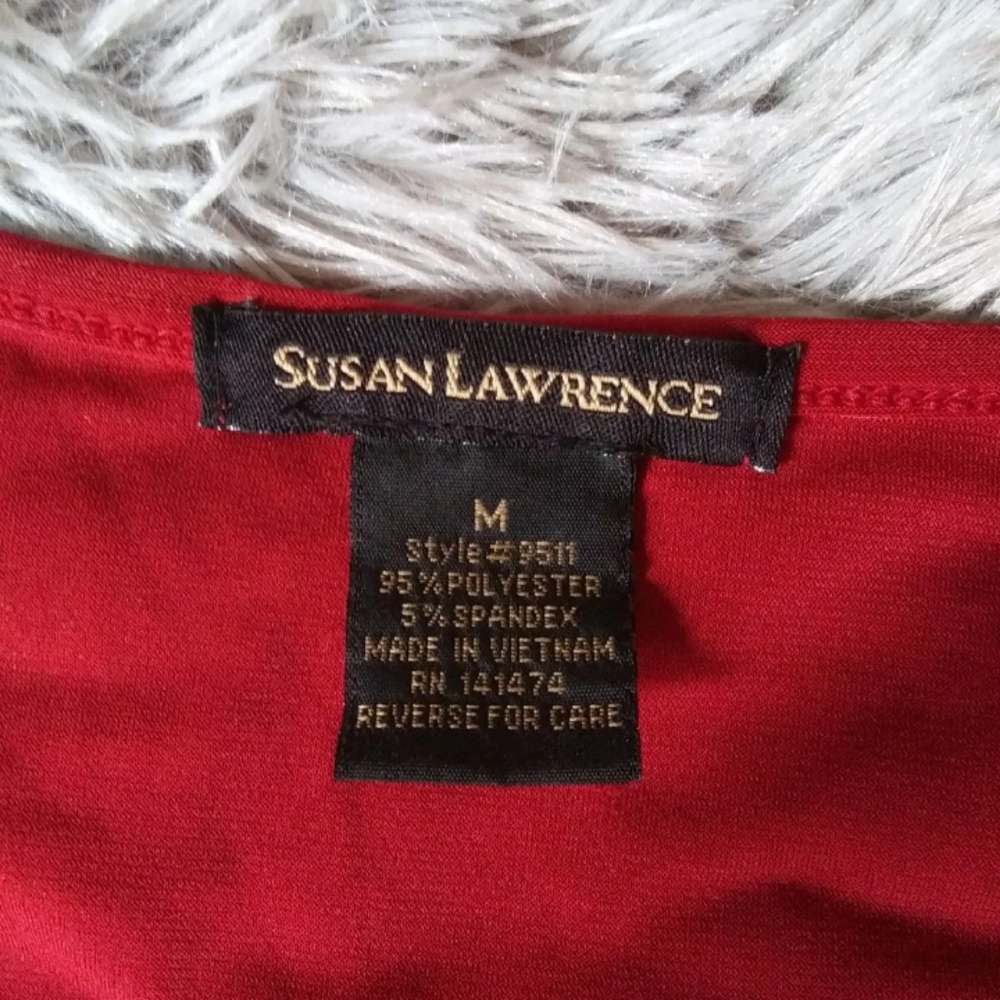 SUSAN LAWRENCE
M
Style#9511
95%POLYESTER
5%SPANDEX
MADE IN VIETNAM
RN 141474
REVERSE FOR CARE